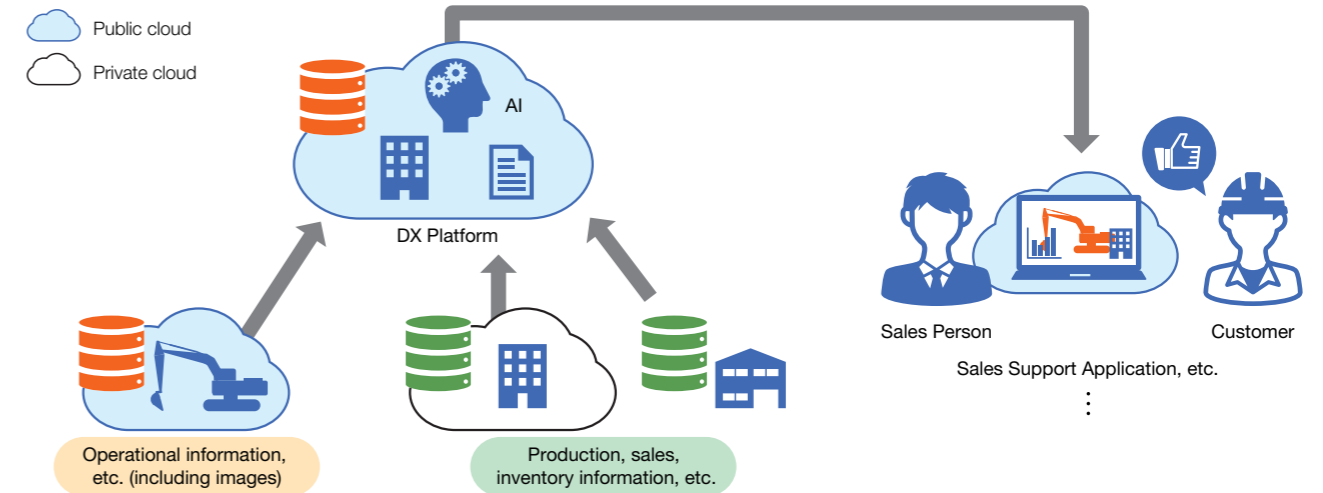 Public cloud
Private cloud
AI
DX Platform
Sales Person
Customer
Sales Support Application, etc.
Operational information,
etc. (including images)
Production, sales,
inventory information, etc.